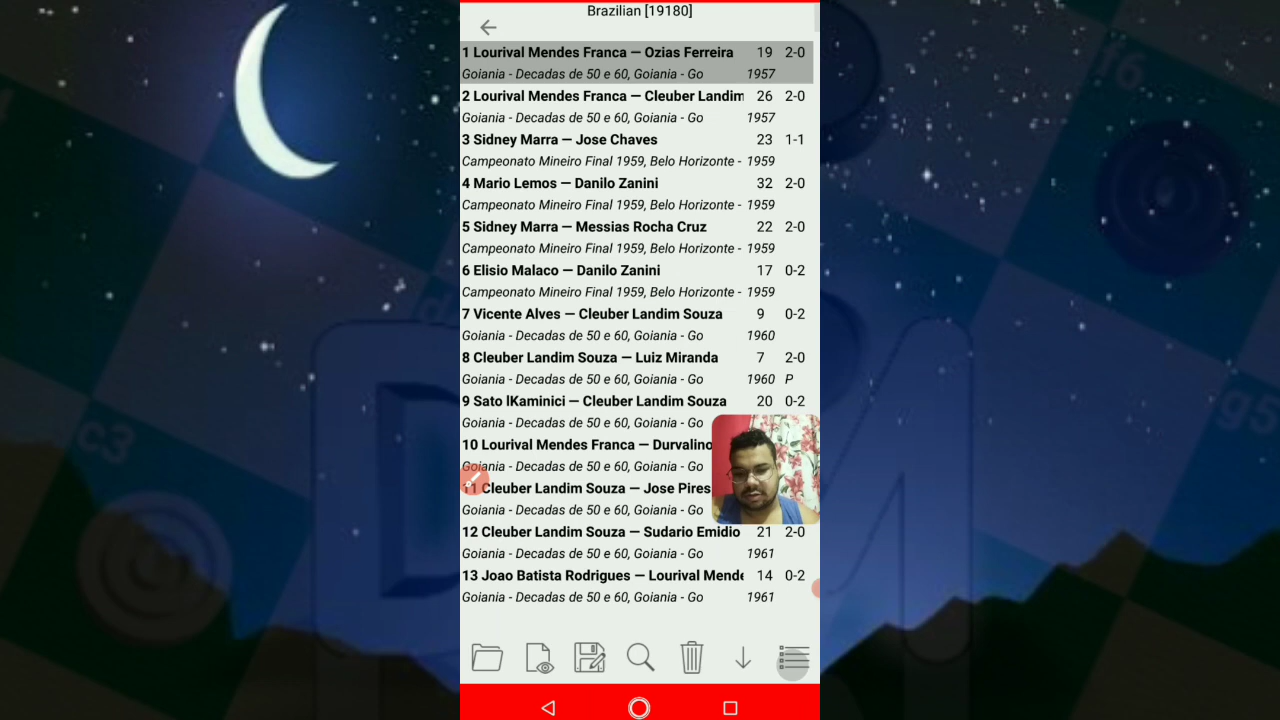 Brazilian [19180]
1 Lourival Mendes Franca — Ozias Ferreira 19 2-0
Goiania - Decadas de 50 e 60, Goiania - Go 1957
2 Lourival Mendes Franca — Cleuber Landim 26 2-0
Goiania - Decadas de 50 e 60, Goiania - Go 1957
3 Sidney Marra — Jose Chaves 23 1-1
Campeonato Mineiro Final 1959, Belo Horizonte - 1959
4 Mario Lemos — Danilo Zanini 32 2-0
Campeonato Mineiro Final 1959, Belo Horizonte - 1959
5 Sidney Marra — Messias Rocha Cruz 22 2-0
Campeonato Mineiro Final 1959, Belo Horizonte - 1959
6 Elisio Malaco — Danilo Zanini 17 0-2
Campeonato Mineiro Final 1959, Belo Horizonte - 1959
7 Vicente Alves — Cleuber Landim Souza 9 0-2
Goiania - Decadas de 50 e 60, Goiania - Go 1960
8 Cleuber Landim Souza — Luiz Miranda 7 2-0
Goiania - Decadas de 50 e 60, Goiania - Go 1960 P
9 Sato lKaminici — Cleuber Landim Souza 20 0-2
Goiania - Decadas de 50 e 60, Goiania - Go
10 Lourival Mendes Franca — Durvalino
Goiania - Decadas de 50 e 60, Goiania - Go
11 Cleuber Landim Souza — Jose Pires
Goiania - Decadas de 50 e 60, Goiania - Go
12 Cleuber Landim Souza — Sudario Emidio 21 2-0
Goiania - Decadas de 50 e 60, Goiania - Go 1961
13 Joao Batista Rodrigues — Lourival Mende 14 0-2
Goiania - Decadas de 50 e 60, Goiania - Go 1961
f6
c3
g5